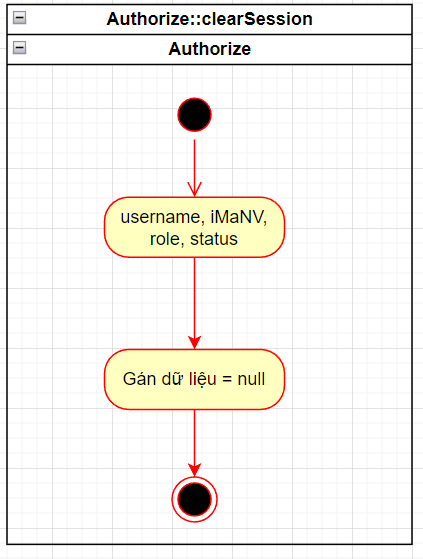 Authorize::clearSession
Authorize
username, iMaNV,
role, status
Gán dữ liệu = null